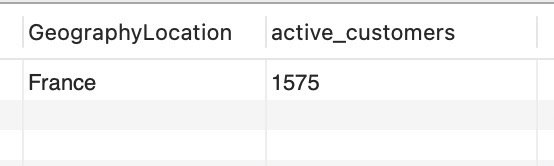 GeographyLocation active_customers
France 1575